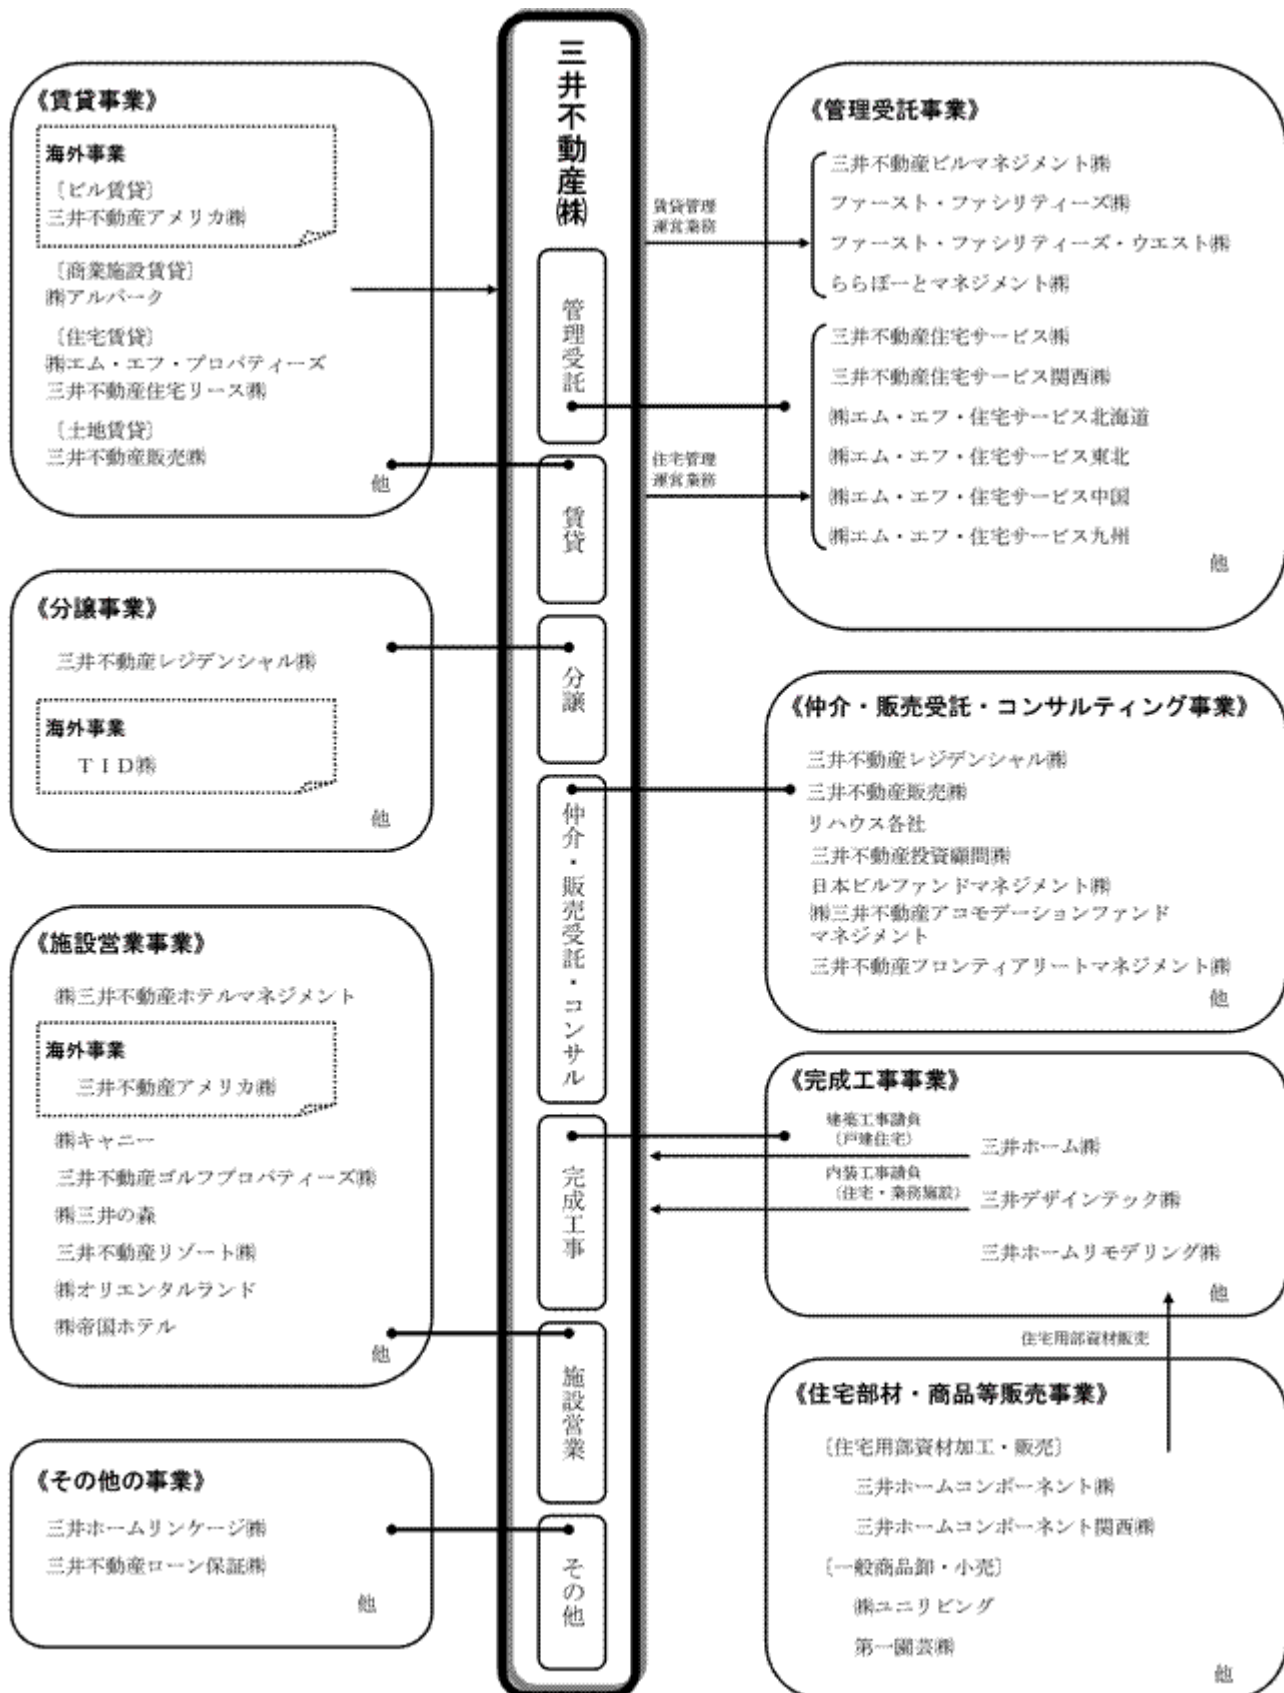 三井不動産㈱
管理受託
賃貸
分譲
仲介・販売受託・コンサル
完成工事
施設営業
その他
《賃貸事業》
海外事業
〔ビル賃貸〕
三井不動産アメリカ㈱
〔商業施設賃貸〕
㈱アルパーク
〔住宅賃貸〕
㈱エム・エフ・プロパティーズ
三井不動産住宅リース㈱
〔土地賃貸〕
三井不動産販売㈱
他
《分譲事業》
三井不動産レジデンシャル㈱
海外事業
ＴＩＤ㈱
他
《施設営業事業》
㈱三井不動産ホテルマネジメント
海外事業
三井不動産アメリカ㈱
㈱キャニー
三井不動産ゴルフプロパティーズ㈱
㈱三井の森
三井不動産リゾート㈱
㈱オリエンタルランド
㈱帝国ホテル
他
《その他の事業》
三井ホームリンケージ㈱
三井不動産ローン保証㈱
他
賃貸管理
運営業務
住宅管理
運営業務
《管理受託事業》
三井不動産ビルマネジメント㈱
ファースト・ファシリティーズ㈱
ファースト・ファシリティーズ・ウエスト㈱
ららぽーとマネジメント㈱
三井不動産住宅サービス㈱
三井不動産住宅サービス関西㈱
㈱エム・エフ・住宅サービス北海道
㈱エム・エフ・住宅サービス東北
㈱エム・エフ・住宅サービス中国
㈱エム・エフ・住宅サービス九州
他
《仲介・販売受託・コンサルティング事業》
三井不動産レジデンシャル㈱
三井不動産販売㈱
リハウス各社
三井不動産投資顧問㈱
日本ビルファンドマネジメント㈱
㈱三井不動産アコモデーションファンド
マネジメント
三井不動産フロンティアリートマネジメント㈱
他
《完成工事事業》
建築工事請負
（戸建住宅）
三井ホーム㈱
内装工事請負
（住宅・業務施設）
三井デザインテック㈱
三井ホームリモデリング㈱
他
住宅用部資材販売
《住宅部材・商品等販売事業》
〔住宅用部資材加工・販売〕
三井ホームコンポーネント㈱
三井ホームコンポーネント関西㈱
〔一般商品卸・小売〕
㈱ユニリビング
第一園芸㈱
他